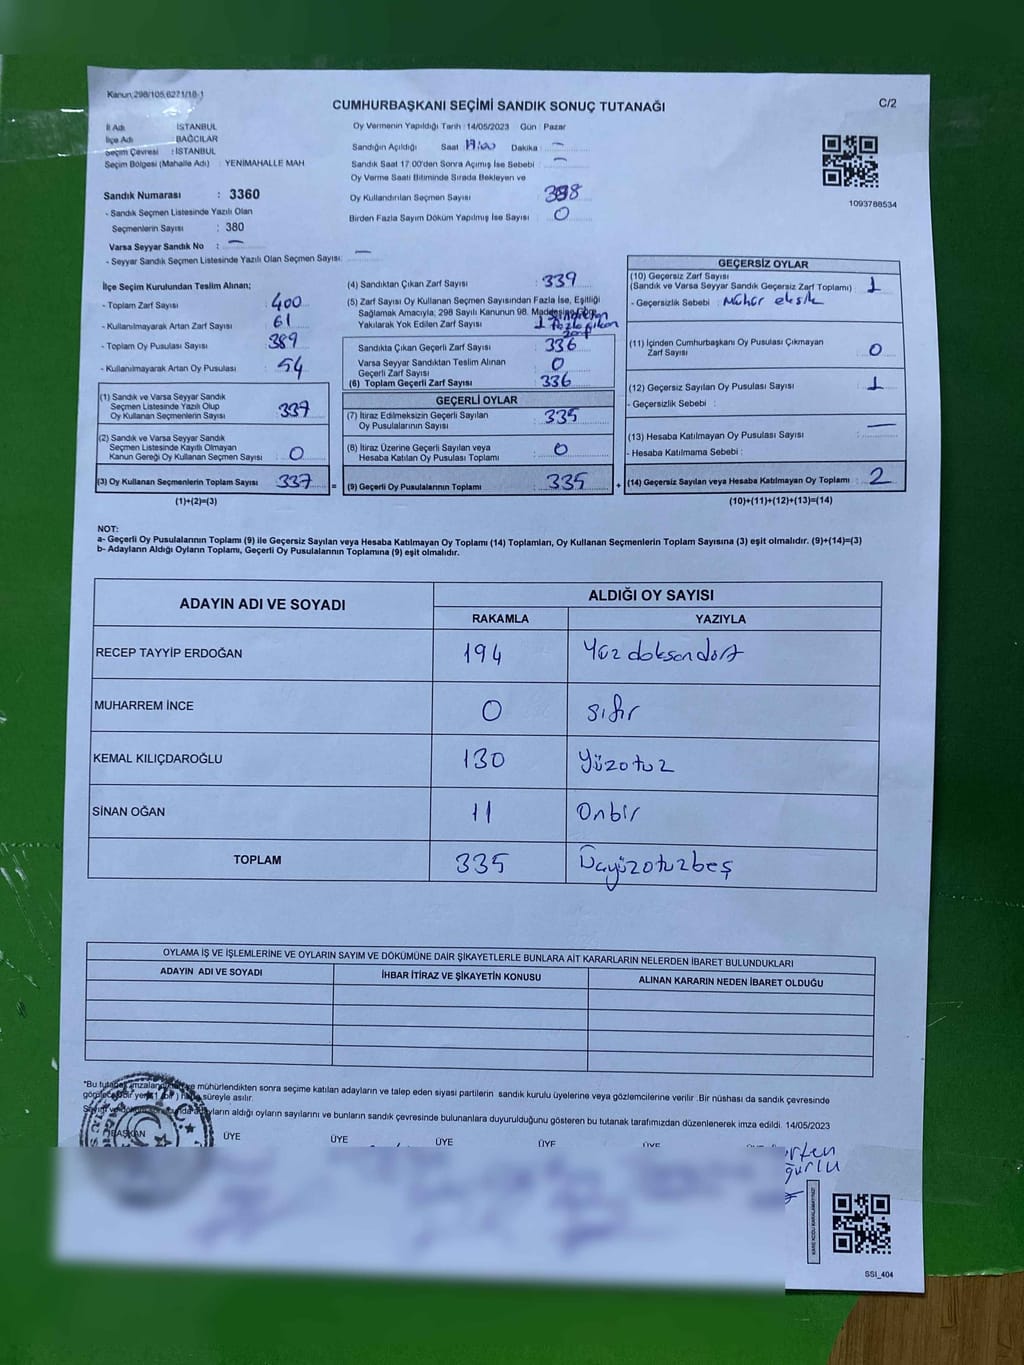 Kanun,298/105,6271/18-1
CUMHURBAŞKANI SEÇİMİ SANDIK SONUÇ TUTANAĞI
C/2
İl Adı : İSTANBUL
İlçe Adı : BAĞCILAR
Seçim Çevresi : İSTANBUL
Seçim Bölgesi (Mahalle Adı) : YENİMAHALLE MAH
Oy Vermenin Yapıldığı Tarih : 14/05/2023 Gün : Pazar
Sandığın Açıldığı Saat Dakika : —
Sandık Saat 17:00'den Sonra Açımış İse Sebebi : —
Oy Verme Saati Bitiminde Sırada Bekleyen ve
Oy Kullandırılan Seçmen Sayısı
Birden Fazla Sayım Döküm Yapılmış İse Sayısı : 0
1093788534
Sandık Numarası : 3360
- Sandık Seçmen Listesinde Yazılı Olan
Seçmenlerin Sayısı : 380
Varsa Seyyar Sandık No : —
- Seyyar Sandık Seçmen Listesinde Yazılı Olan Seçmen Sayısı: —
İlçe Seçim Kurulundan Teslim Alınan;
- Toplam Zarf Sayısı : 400
- Kullanılmayarak Artan Zarf Sayısı : 61
- Toplam Oy Pusulası Sayısı : 389
- Kullanılmayarak Artan Oy Pusulası : 54
(1) Sandık ve Varsa Seyyar Sandık
Seçmen Listesinde Yazılı Olup
Oy Kullanan Seçmenlerin Sayısı : 337
(2) Sandık ve Varsa Seyyar Sandık
Seçmen Listesinde Kayıtlı Olmayan
Kanun Gereği Oy Kullanan Seçmen Sayısı : 0
(3) Oy Kullanan Seçmenlerin Toplam Sayısı : 337
(1)+(2)=(3)
(4) Sandıktan Çıkan Zarf Sayısı : 339
(5) Zarf Sayısı Oy Kullanan Seçmen Sayısından Fazla İse, Eşitliği
Sağlamak Amacıyla; 298 Sayılı Kanunun 98. Maddesine Göre
Yakılarak Yok Edilen Zarf Sayısı : 1 fazla çıkan
zarf
Sandıkta Çıkan Geçerli Zarf Sayısı : 336
Varsa Seyyar Sandıktan Teslim Alınan
Geçerli Zarf Sayısı : 0
(6) Toplam Geçerli Zarf Sayısı : 336
GEÇERLİ OYLAR
(7) İtiraz Edilmeksizin Geçerli Sayılan
Oy Pusulalarının Sayısı : 335
(8) İtiraz Üzerine Geçerli Sayılan veya
Hesaba Katılan Oy Pusulası Toplamı : 0
= (9) Geçerli Oy Pusulalarının Toplamı : 335
GEÇERSİZ OYLAR
(10) Geçersiz Zarf Sayısı
(Sandık ve Varsa Seyyar Sandık Geçersiz Zarf Toplamı) : 1
- Geçersizlik Sebebi : Mühür eksik
(11) İçinden Cumhurbaşkanı Oy Pusulası Çıkmayan
Zarf Sayısı : 0
(12) Geçersiz Sayılan Oy Pusulası Sayısı : 1
- Geçersizlik Sebebi :
(13) Hesaba Katılmayan Oy Pusulası Sayısı : —
- Hesaba Katılmama Sebebi :
+ (14) Geçersiz Sayılan veya Hesaba Katılmayan Oy Toplamı : 2
(10)+(11)+(12)+(13)=(14)
NOT:
a- Geçerli Oy Pusulalarının Toplamı (9) ile Geçersiz Sayılan veya Hesaba Katılmayan Oy Toplamı (14) Toplamları, Oy Kullanan Seçmenlerin Toplam Sayısına (3) eşit olmalıdır. (9)+(14)=(3)
b- Adayların Aldığı Oyların Toplamı, Geçerli Oy Pusulalarının Toplamına (9) eşit olmalıdır.
ADAYIN ADI VE SOYADI ALDIĞI OY SAYISI
RAKAMLA YAZIYLA
RECEP TAYYİP ERDOĞAN 194 Yüz doksandört
MUHARREM İNCE 0 sıfır
KEMAL KILIÇDAROĞLU 130 Yüzotuz
SİNAN OĞAN 11 Onbir
TOPLAM 335 Üçyüzotuzbeş
OYLAMA İŞ VE İŞLEMLERİNE VE OYLARIN SAYIM VE DÖKÜMÜNE DAİR ŞİKAYETLERLE BUNLARA AİT KARARLARIN NELERDEN İBARET BULUNDUKLARI
ADAYIN ADI VE SOYADI İHBAR İTİRAZ VE ŞİKAYETİN KONUSU ALINAN KARARIN NEDEN İBARET OLDUĞU
*Bu mühürlendikten sonra seçime katılan adayların ve talep eden siyasi partilerin sandık kurulu üyelerine veya gözlemcilerine verilir .Bir nüshası da sandık çevresinde
süreyle asılır.
adayların aldığı oyların sayılarını ve bunların sandık çevresinde bulunanlara duyurulduğunu gösteren bu tutanak tarafımızdan düzenlenerek imza edildi. 14/05/2023
BAŞKAN ÜYE ÜYE ÜYE ÜYE ÜYE
SSİ_404